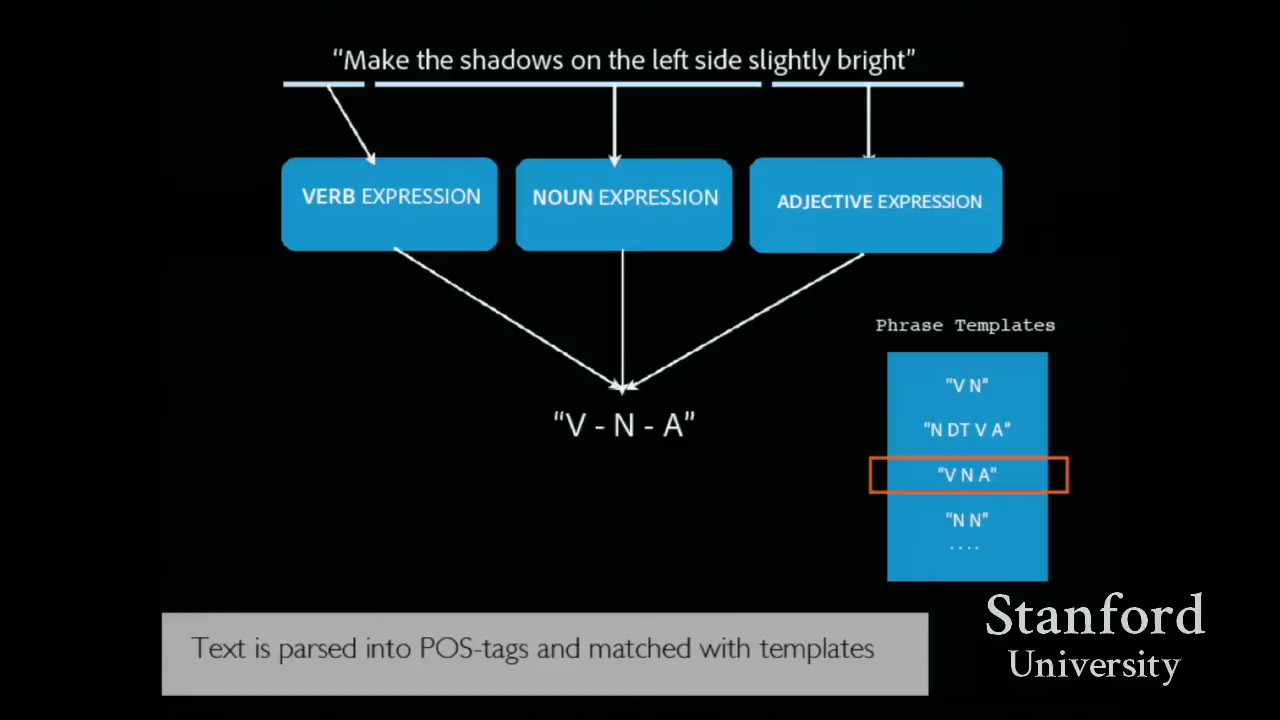 “Make the shadows on the left side slightly bright”
VERB EXPRESSION
NOUN EXPRESSION
ADJECTIVE EXPRESSION
“V - N - A”
Phrase Templates
“V N”
“N DT V A”
“V N A”
“N N”
....
Text is parsed into POS-tags and matched with templates
Stanford
University